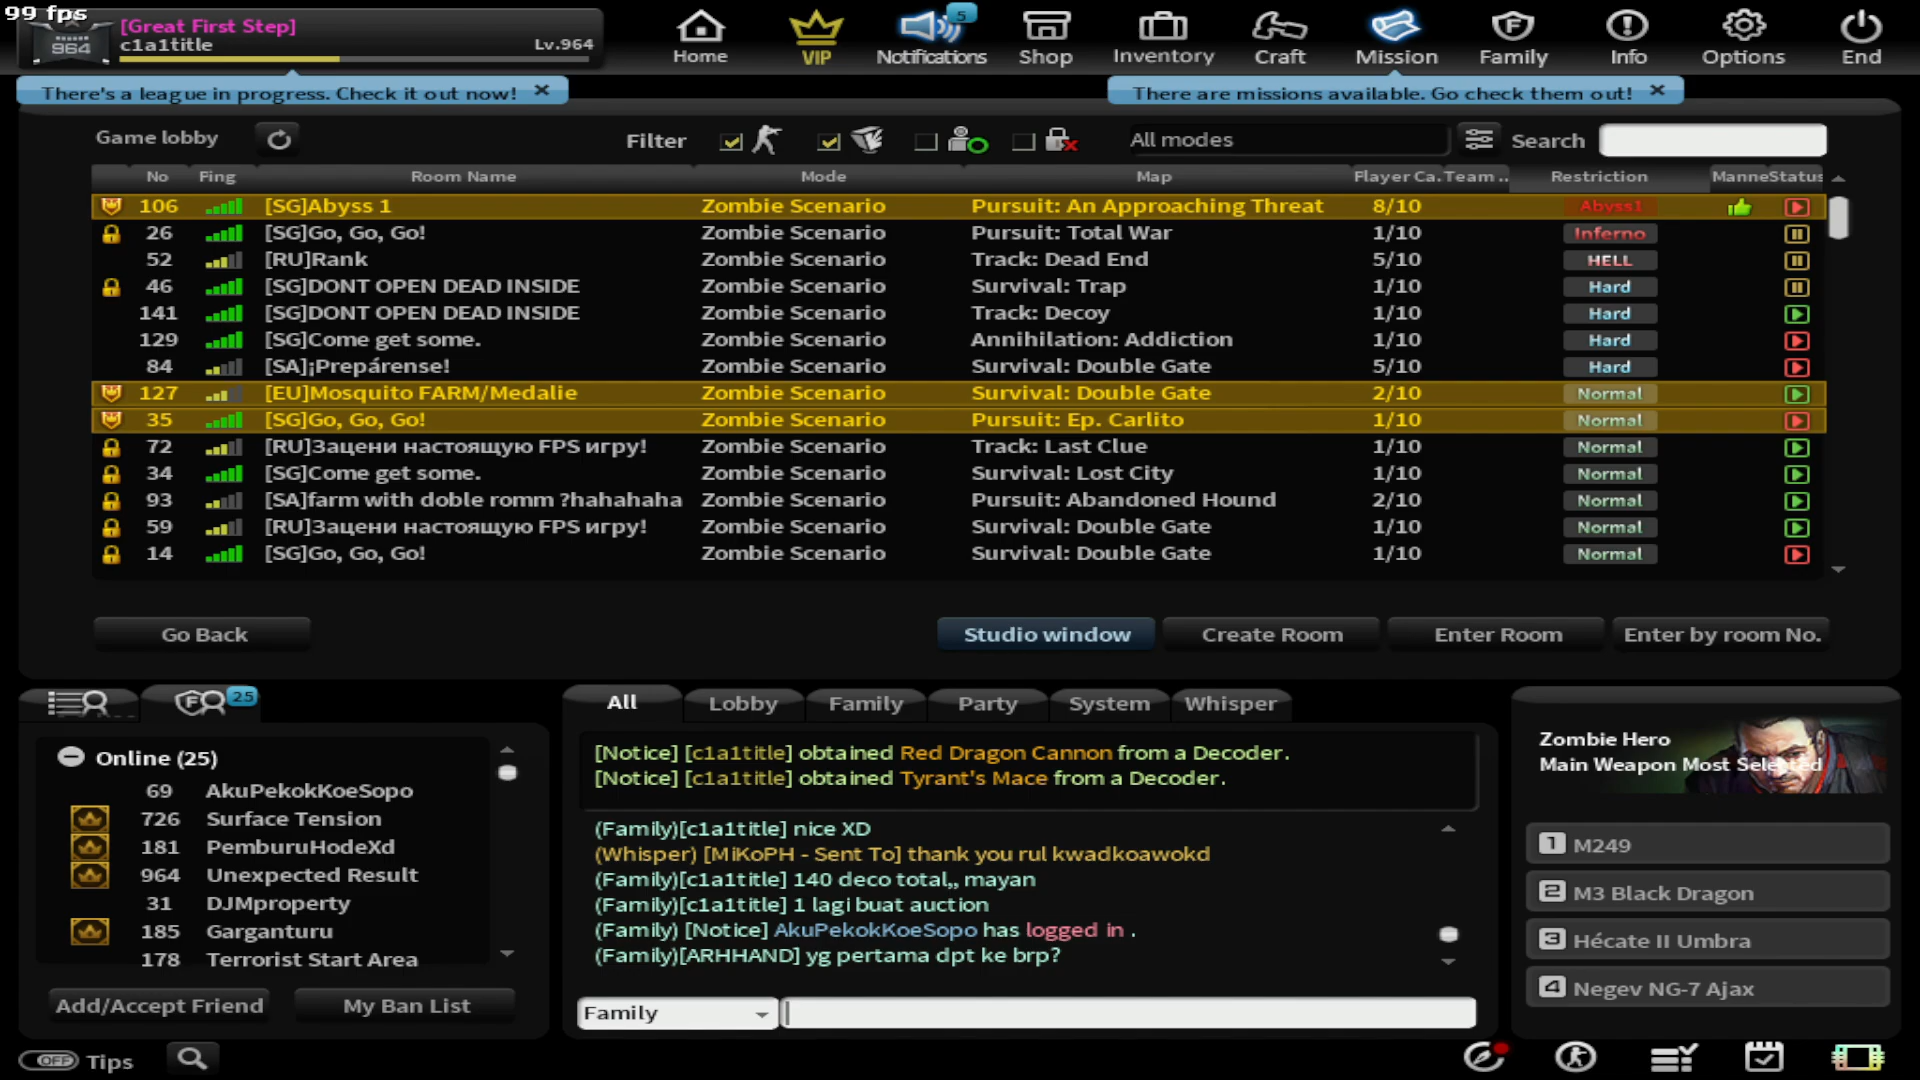 99 fps
[Great First Step]
964
c1a1title
Lv.964
Home
VIP
5
Notifications
Shop
Inventory
Craft
Mission
Family
Info
Options
End
There's a league in progress. Check it out now!
There are missions available. Go check them out!
Game lobby
Filter
All modes
Search
No Fing Room Name Mode Map Player Ca. Team .. Restriction Manne Status
106 [SG]Abyss 1 Zombie Scenario Pursuit: An Approaching Threat 8/10 Abyss1
26 [SG]Go, Go, Go! Zombie Scenario Pursuit: Total War 1/10 Inferno
52 [RU]Rank Zombie Scenario Track: Dead End 5/10 HELL
46 [SG]DONT OPEN DEAD INSIDE Zombie Scenario Survival: Trap 1/10 Hard
141 [SG]DONT OPEN DEAD INSIDE Zombie Scenario Track: Decoy 1/10 Hard
129 [SG]Come get some. Zombie Scenario Annihilation: Addiction 1/10 Hard
84 [SA]¡Prepárense! Zombie Scenario Survival: Double Gate 5/10 Hard
127 [EU]Mosquito FARM/Medalie Zombie Scenario Survival: Double Gate 2/10 Normal
35 [SG]Go, Go, Go! Zombie Scenario Pursuit: Ep. Carlito 1/10 Normal
72 [RU]Зацени настоящую FPS игру! Zombie Scenario Track: Last Clue 1/10 Normal
34 [SG]Come get some. Zombie Scenario Survival: Lost City 1/10 Normal
93 [SA]farm with doble romm ?hahahaha Zombie Scenario Pursuit: Abandoned Hound 2/10 Normal
59 [RU]Зацени настоящую FPS игру! Zombie Scenario Survival: Double Gate 1/10 Normal
14 [SG]Go, Go, Go! Zombie Scenario Survival: Double Gate 1/10 Normal
Go Back
Studio window
Create Room
Enter Room
Enter by room No.
25
Online (25)
69 AkuPekokKoeSopo
726 Surface Tension
181 PemburuHodeXd
964 Unexpected Result
31 DJMproperty
185 Garganturu
178 Terrorist Start Area
Add/Accept Friend
My Ban List
OFF Tips
All Lobby Family Party System Whisper
[Notice] [c1a1title] obtained Red Dragon Cannon from a Decoder.
[Notice] [c1a1title] obtained Tyrant's Mace from a Decoder.
(Family)[c1a1title] nice XD
(Whisper) [MiKoPH - Sent To] thank you rul kwadkoawokd
(Family)[c1a1title] 140 deco total,, mayan
(Family)[c1a1title] 1 lagi buat auction
(Family) [Notice] AkuPekokKoeSopo has logged in .
(Family)[ARHHAND] yg pertama dpt ke brp?
Family
Zombie Hero
Main Weapon Most Selected
1 M249
2 M3 Black Dragon
3 Hécate II Umbra
4 Negev NG-7 Ajax